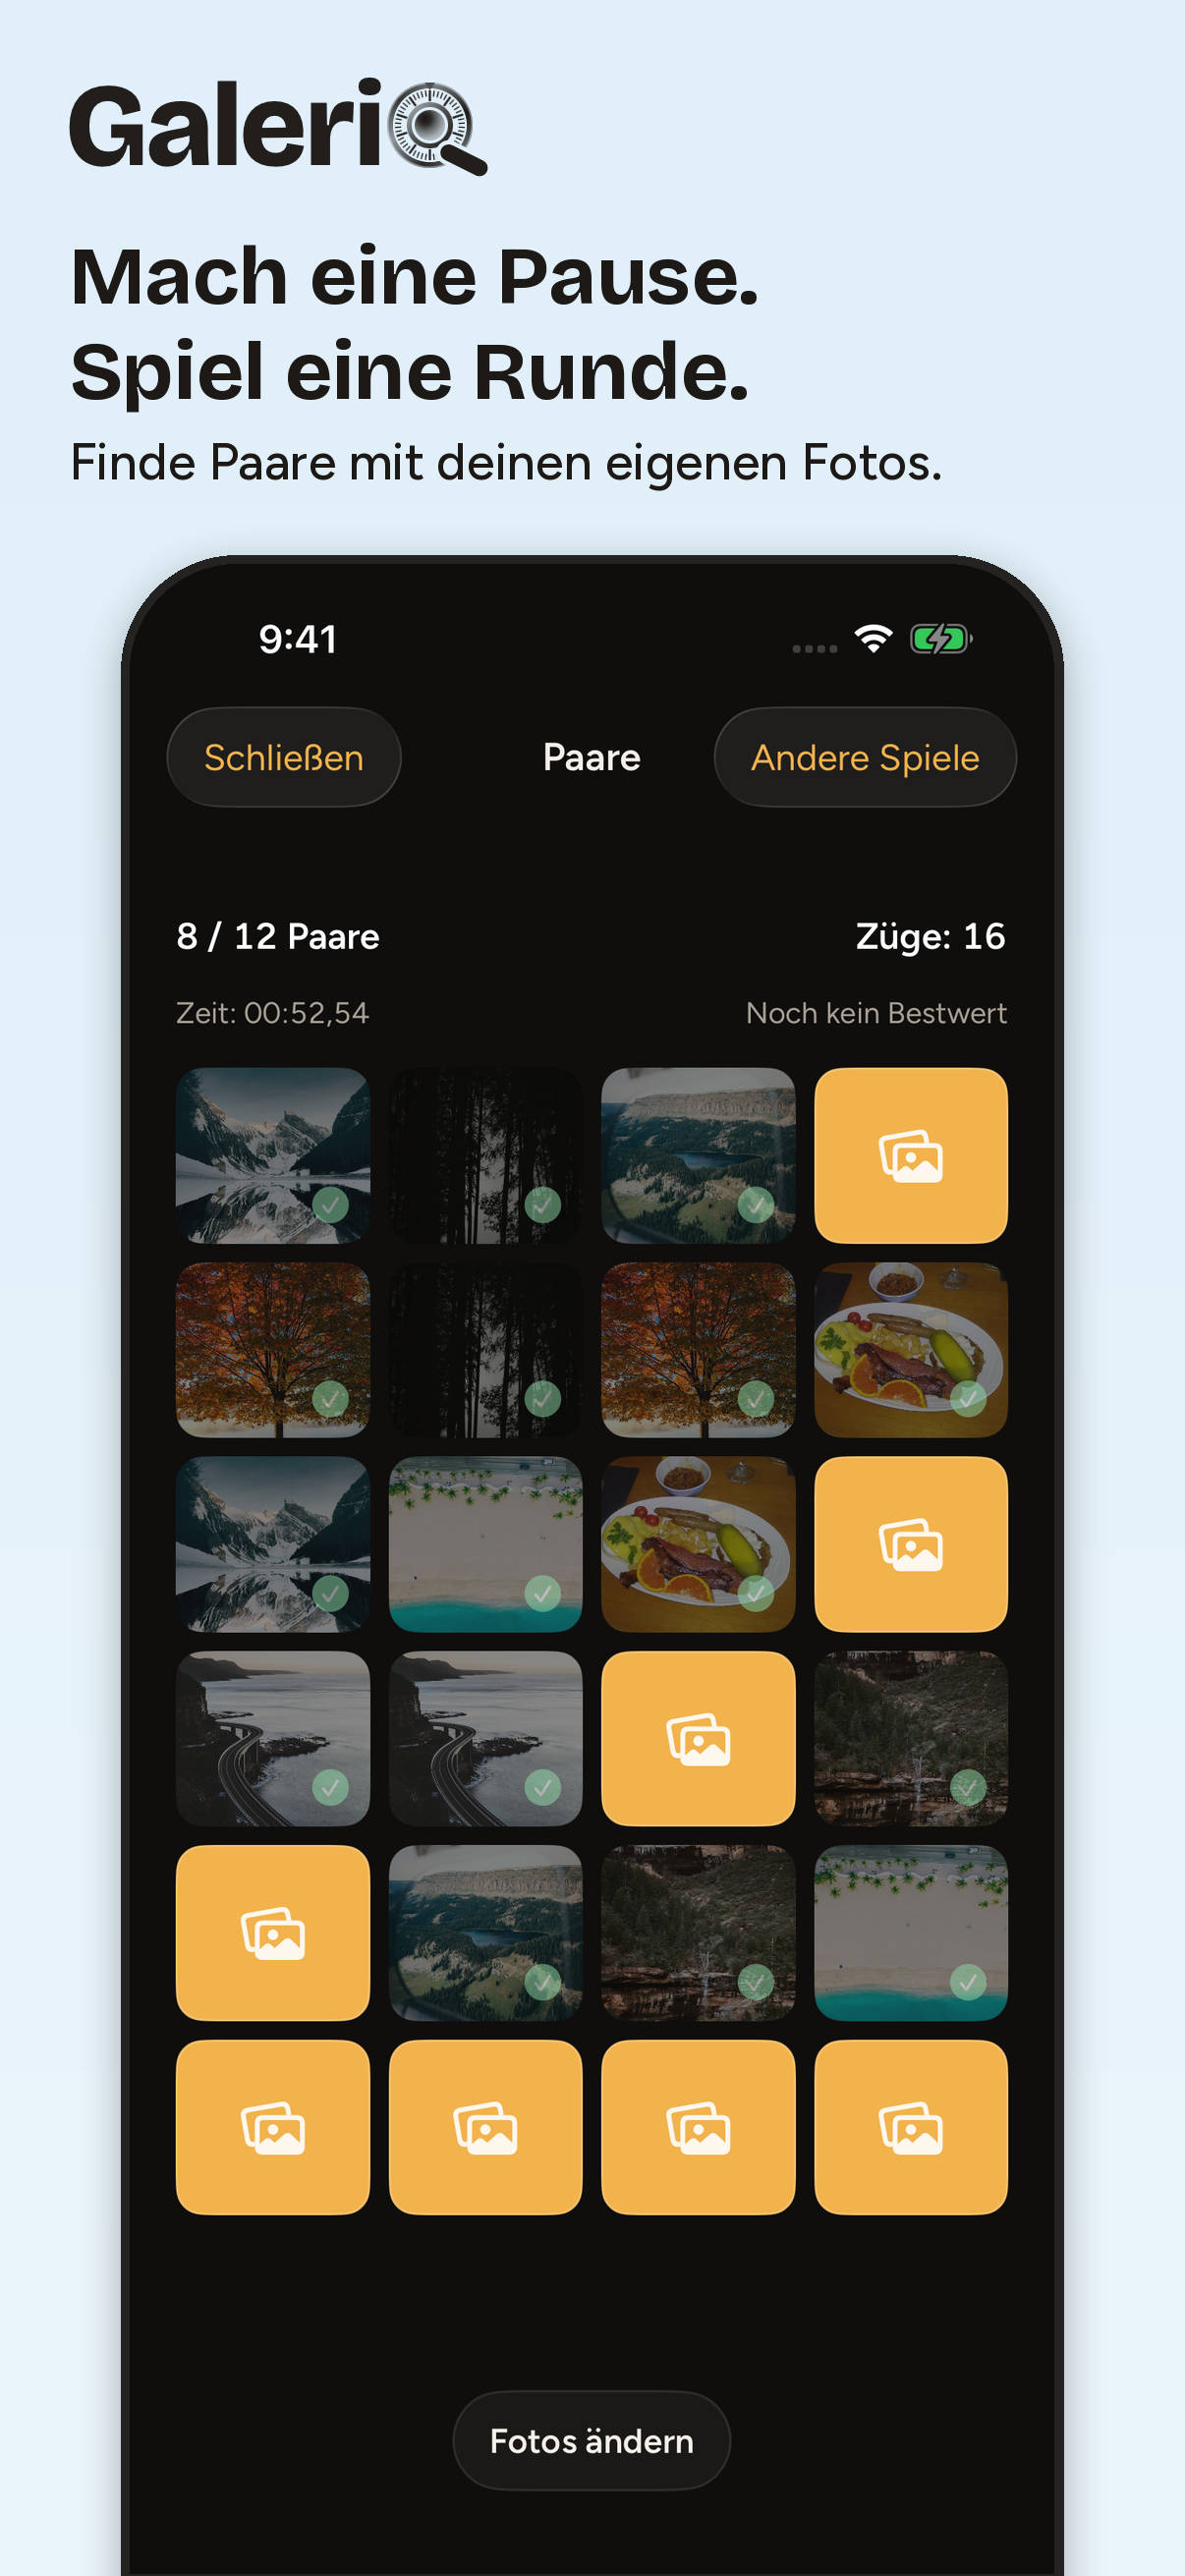 GaleriQ
Mach eine Pause.
Spiel eine Runde.
Finde Paare mit deinen eigenen Fotos.
9:41
Schließen
Paare
Andere Spiele
8 / 12 Paare
Züge: 16
Zeit: 00:52,54
Noch kein Bestwert
Fotos ändern